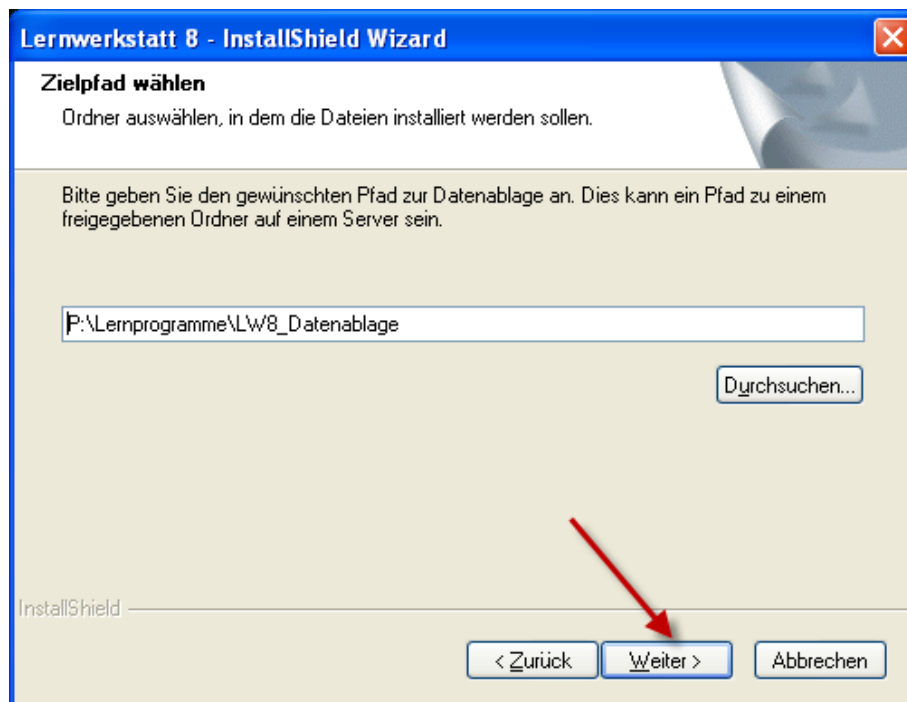 Lernwerkstatt 8 - InstallShield Wizard
Zielpfad wählen
Ordner auswählen, in dem die Dateien installiert werden sollen.
Bitte geben Sie den gewünschten Pfad zur Datenablage an. Dies kann ein Pfad zu einem
freigegebenen Ordner auf einem Server sein.
P:\Lernprogramme\LW8_Datenablage
Durchsuchen...
InstallShield
< Zurück
Weiter >
Abbrechen